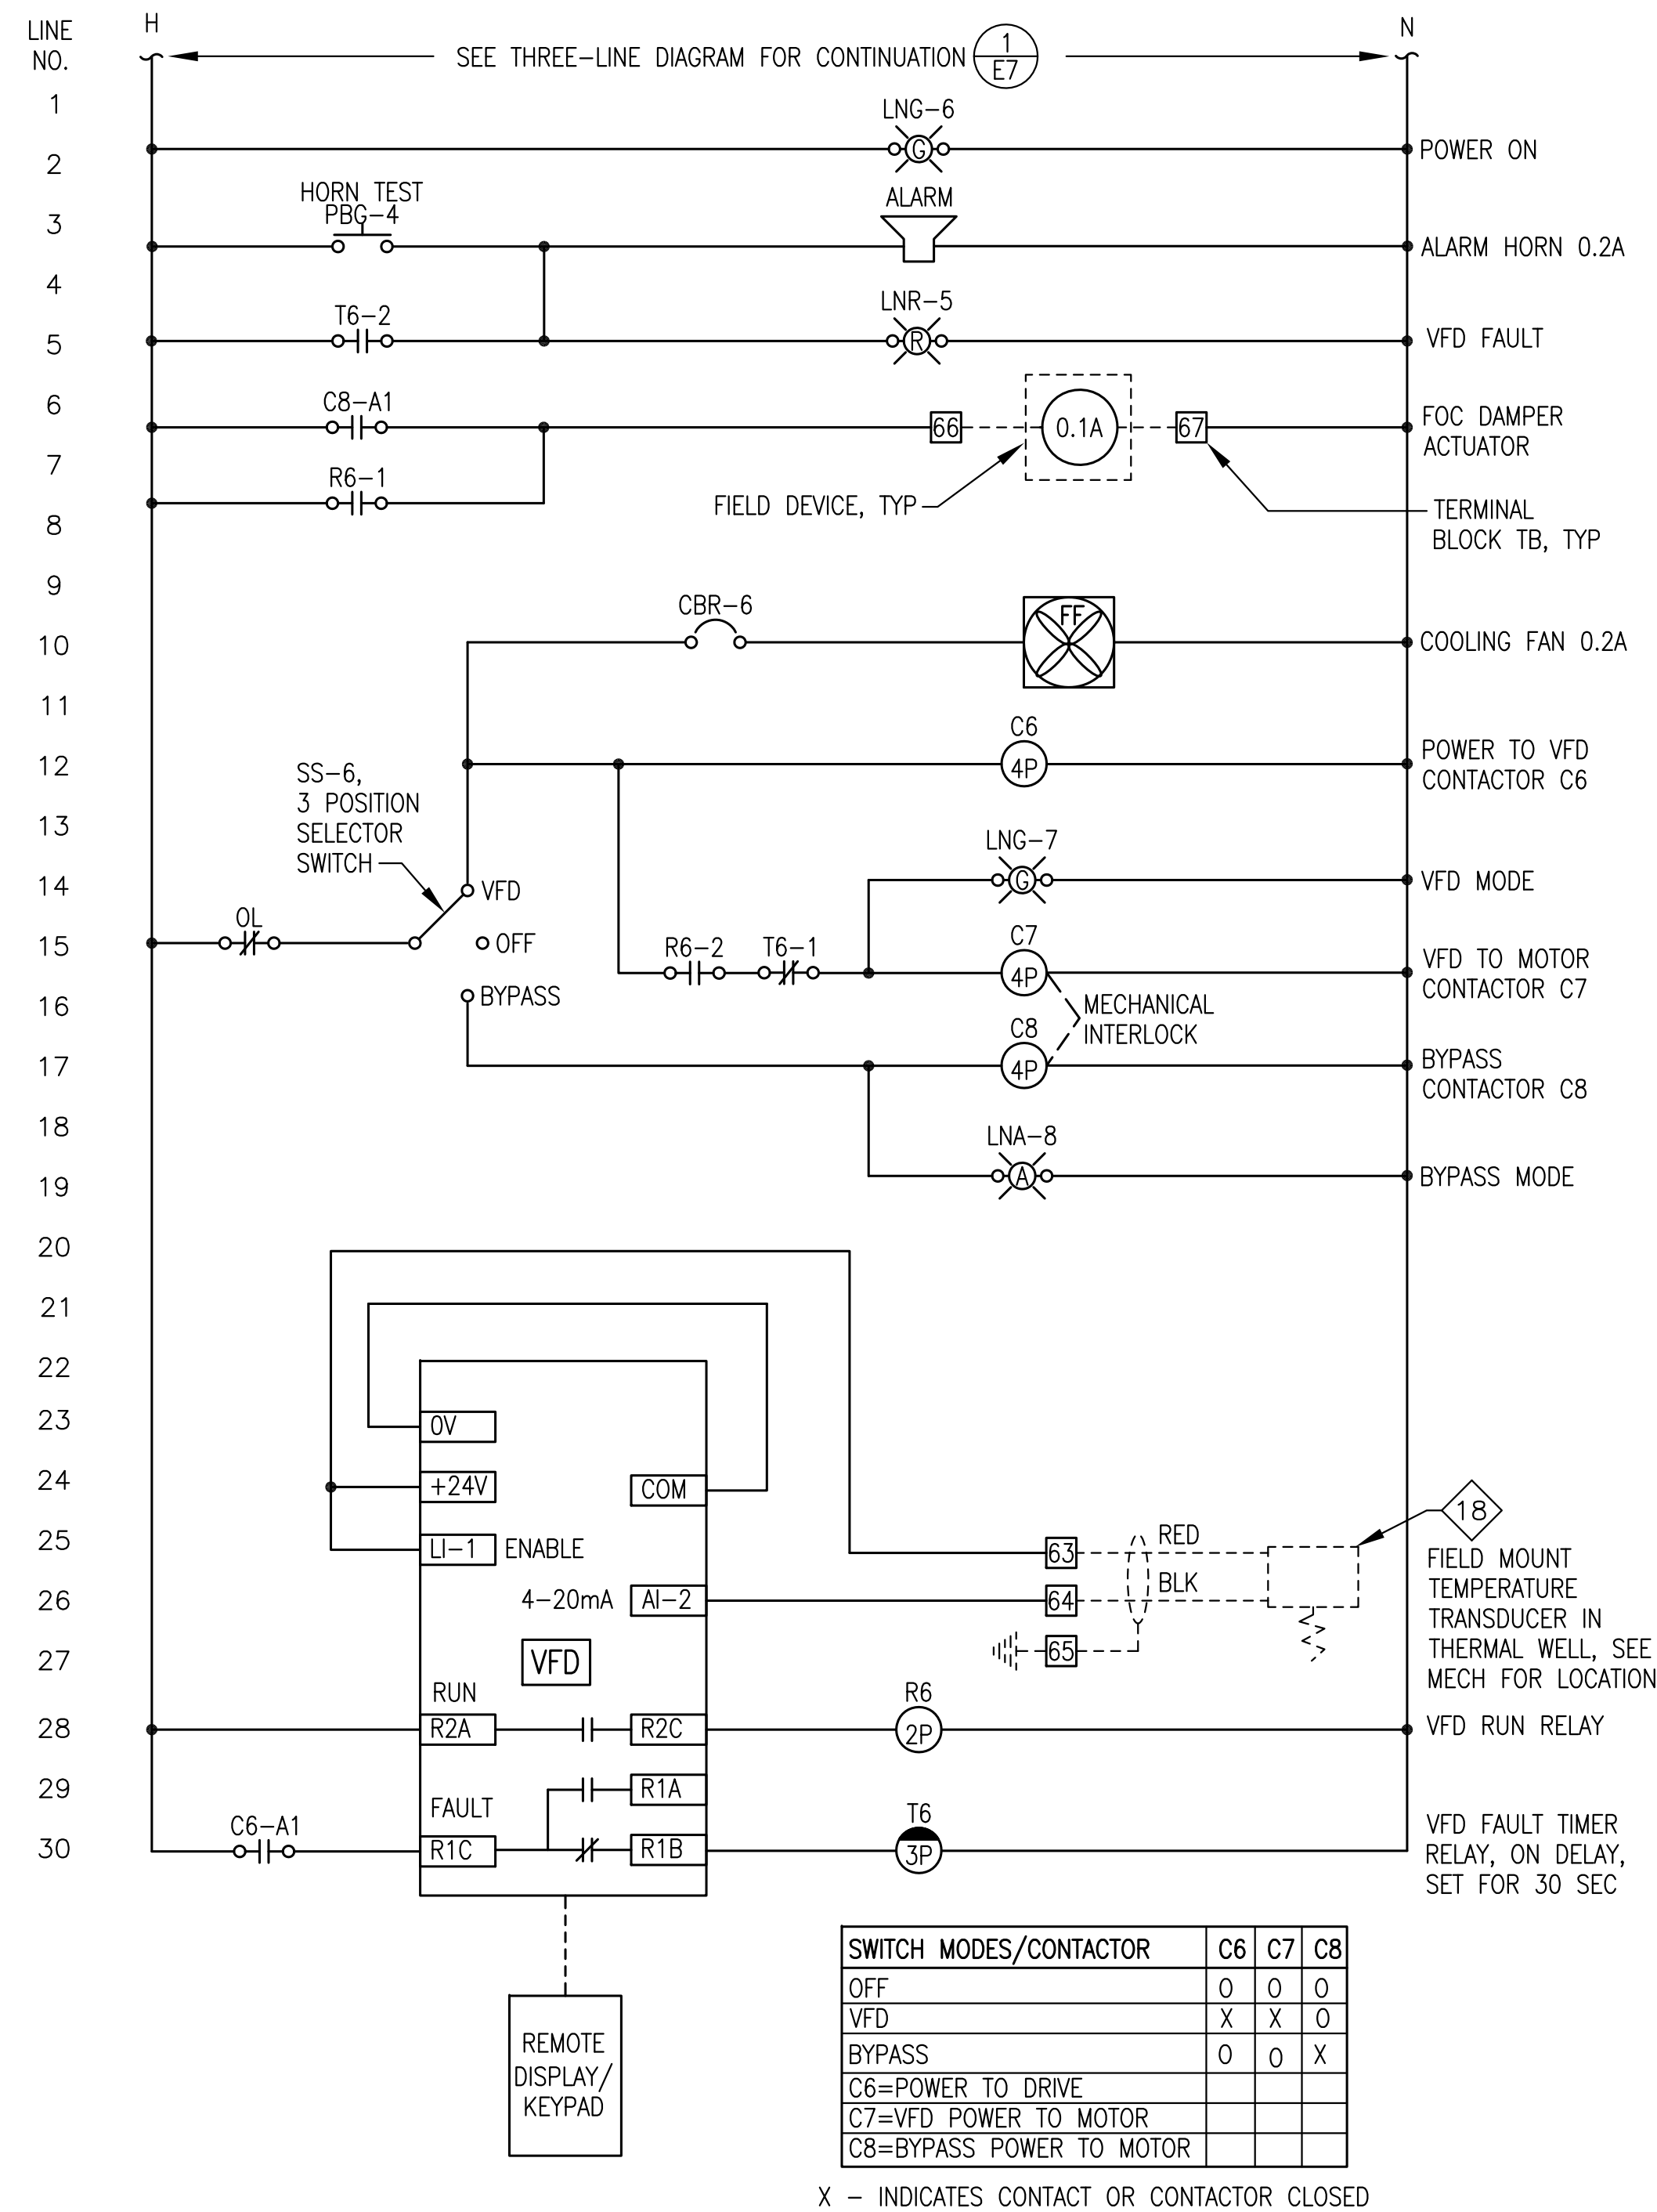 LINE
NO.
H
N
SEE THREE-LINE DIAGRAM FOR CONTINUATION
1
E7
1
LNG-6
G
POWER ON
2
HORN TEST
PBG-4
ALARM
3
ALARM HORN 0.2A
4
T6-2
LNR-5
R
VFD FAULT
5
C8-A1
66
0.1A
67
FOC DAMPER
ACTUATOR
6
7
R6-1
FIELD DEVICE, TYP
TERMINAL
BLOCK TB, TYP
8
9
CBR-6
FF
COOLING FAN 0.2A
10
11
C6
4P
POWER TO VFD
CONTACTOR C6
12
SS-6,
3 POSITION
SELECTOR
SWITCH
13
LNG-7
G
VFD MODE
14
VFD
OL
OFF
15
R6-2
T6-1
C7
4P
VFD TO MOTOR
CONTACTOR C7
BYPASS
16
MECHANICAL
INTERLOCK
C8
4P
17
BYPASS
CONTACTOR C8
18
LNA-8
A
BYPASS MODE
19
20
21
22
23
0V
24
+24V
COM
18
25
LI-1
ENABLE
63
RED
FIELD MOUNT
TEMPERATURE
TRANSDUCER IN
THERMAL WELL, SEE
MECH FOR LOCATION
26
4-20mA
AI-2
64
BLK
27
VFD
65
RUN
R6
28
R2A
R2C
2P
VFD RUN RELAY
29
R1A
FAULT
C6-A1
T6
30
R1C
R1B
3P
VFD FAULT TIMER
RELAY, ON DELAY,
SET FOR 30 SEC
REMOTE
DISPLAY/
KEYPAD
SWITCH MODES/CONTACTOR C6 C7 C8
OFF O O O
VFD X X O
BYPASS O O X
C6=POWER TO DRIVE
C7=VFD POWER TO MOTOR
C8=BYPASS POWER TO MOTOR
X - INDICATES CONTACT OR CONTACTOR CLOSED